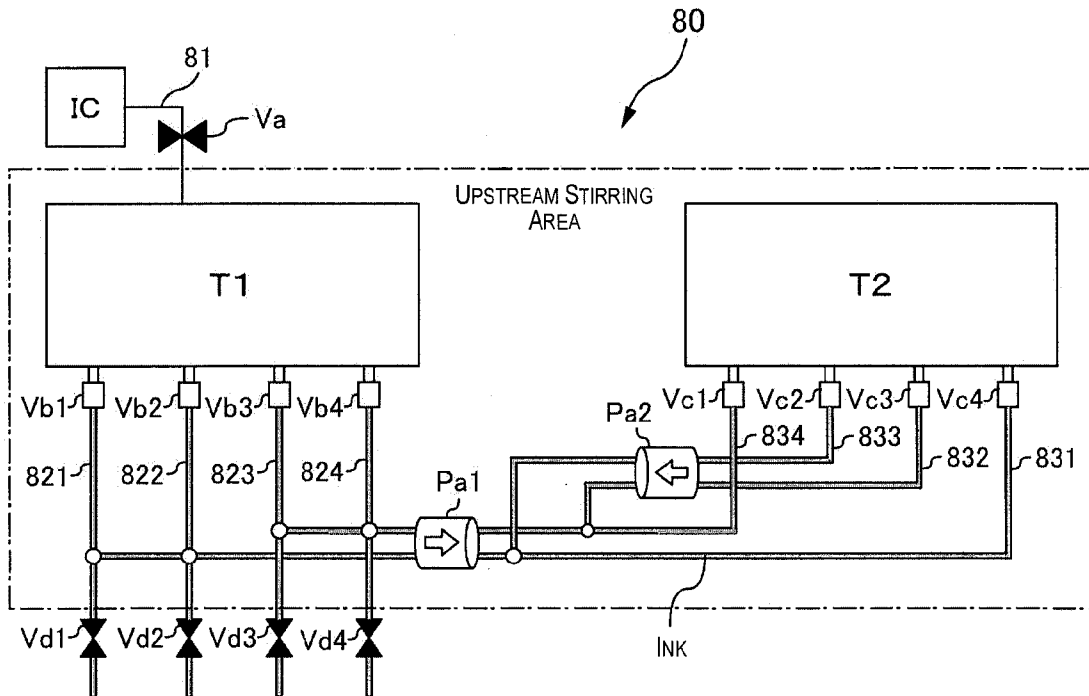 80
81
IC
Va
UPSTREAM STIRRING
AREA
T1
T2
Vb1
Vb2
Vb3
Vb4
Vc1
Vc2
Vc3
Vc4
Pa2
834
833
832
831
821
822
823
824
Pa1
Vd1
Vd2
Vd3
Vd4
INK